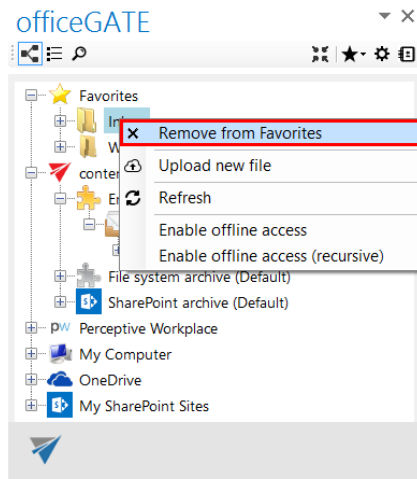 officeGATE
Favorites
Remove from Favorites
Upload new file
Refresh
Enable offline access
Enable offline access (recursive)
File system archive (Default)
SharePoint archive (Default)
pw Perceptive Workplace
My Computer
OneDrive
My SharePoint Sites